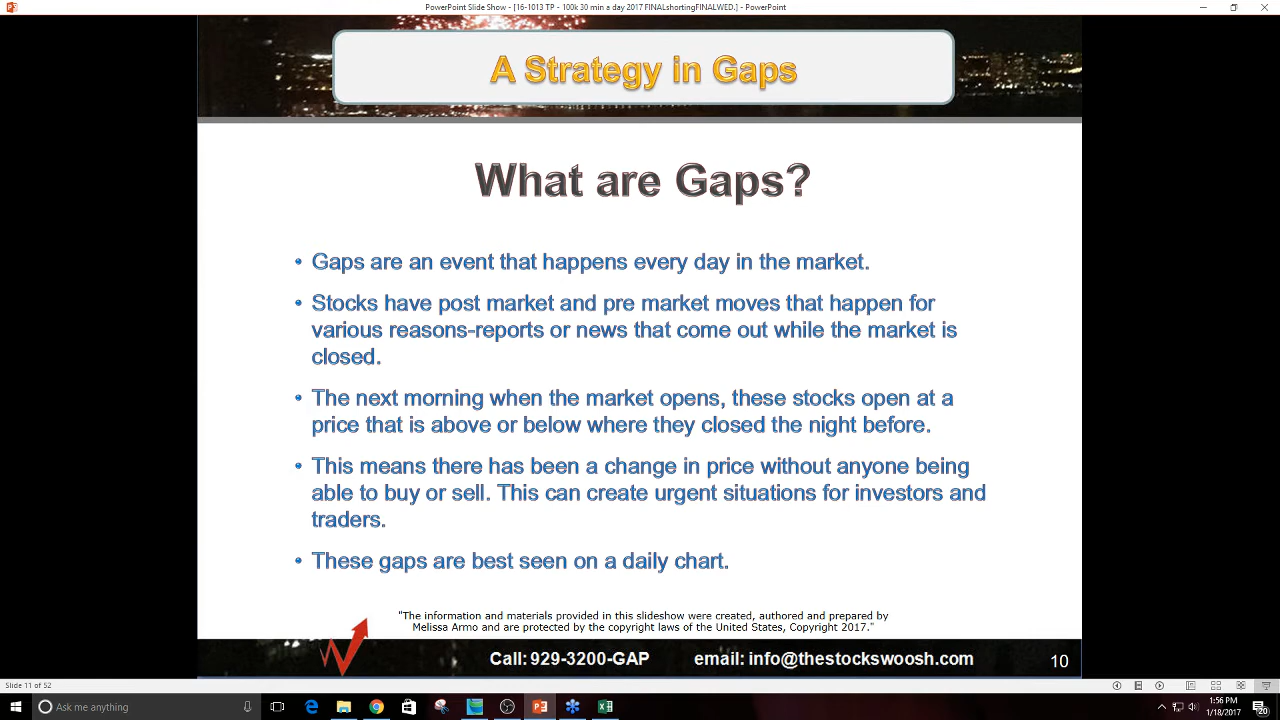 PowerPoint Slide Show - [16-1013 TP - 100k 30 min a day 2017 FINALshortingFINALWED.] - PowerPoint
A Strategy in Gaps
What are Gaps?
• Gaps are an event that happens every day in the market.
• Stocks have post market and pre market moves that happen for
various reasons-reports or news that come out while the market is
closed.
• The next morning when the market opens, these stocks open at a
price that is above or below where they closed the night before.
• This means there has been a change in price without anyone being
able to buy or sell. This can create urgent situations for investors and
traders.
• These gaps are best seen on a daily chart.
"The information and materials provided in this slideshow were created, authored and prepared by
Melissa Armo and are protected by the copyright laws of the United States, Copyright 2017."
Call: 929-3200-GAP email: info@thestockswoosh.com 10
Slide 11 of 52
Ask me anything
1:56 PM
1/18/2017
20